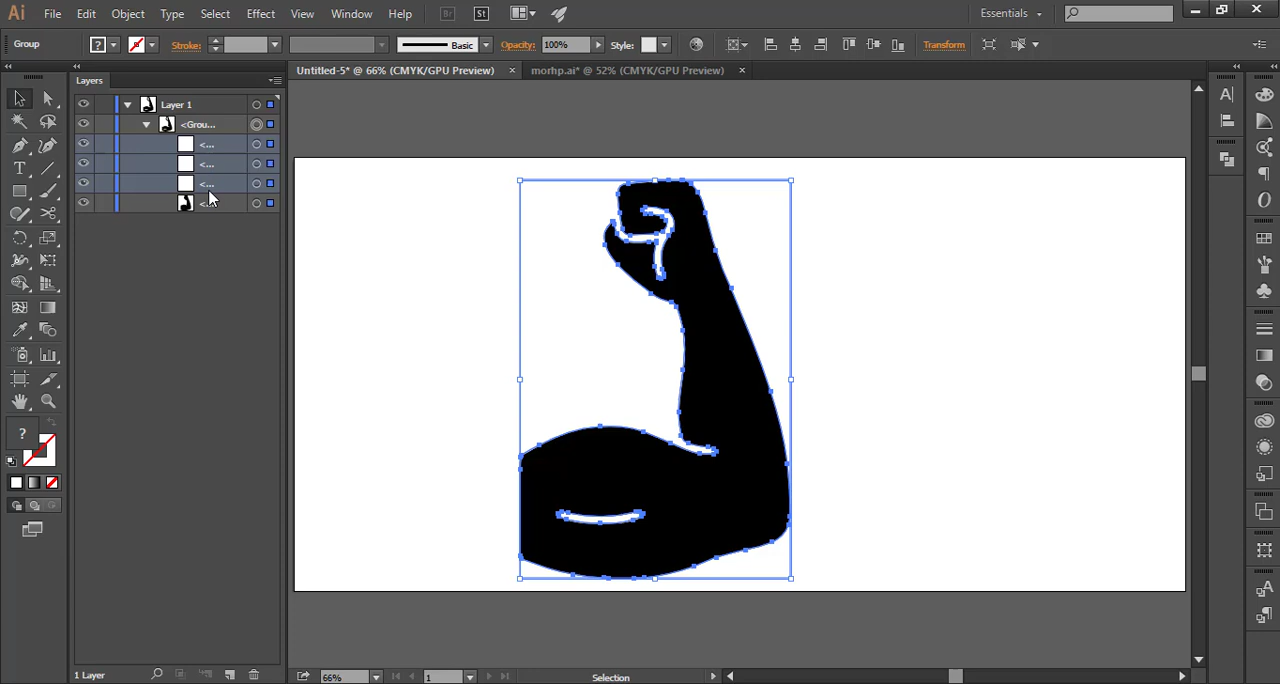 Ai File Edit Object Type Select Effect View Window Help Br St Essentials
Group ? Stroke: Basic Opacity: 100% Style: Transform
Layers
Untitled-5* @ 66% (CMYK/GPU Preview) × morhp.ai* @ 52% (CMYK/GPU Preview) ×
Layer 1
<Grou...
<...
<...
<...
<...
?
1 Layer
66% 1 Selection